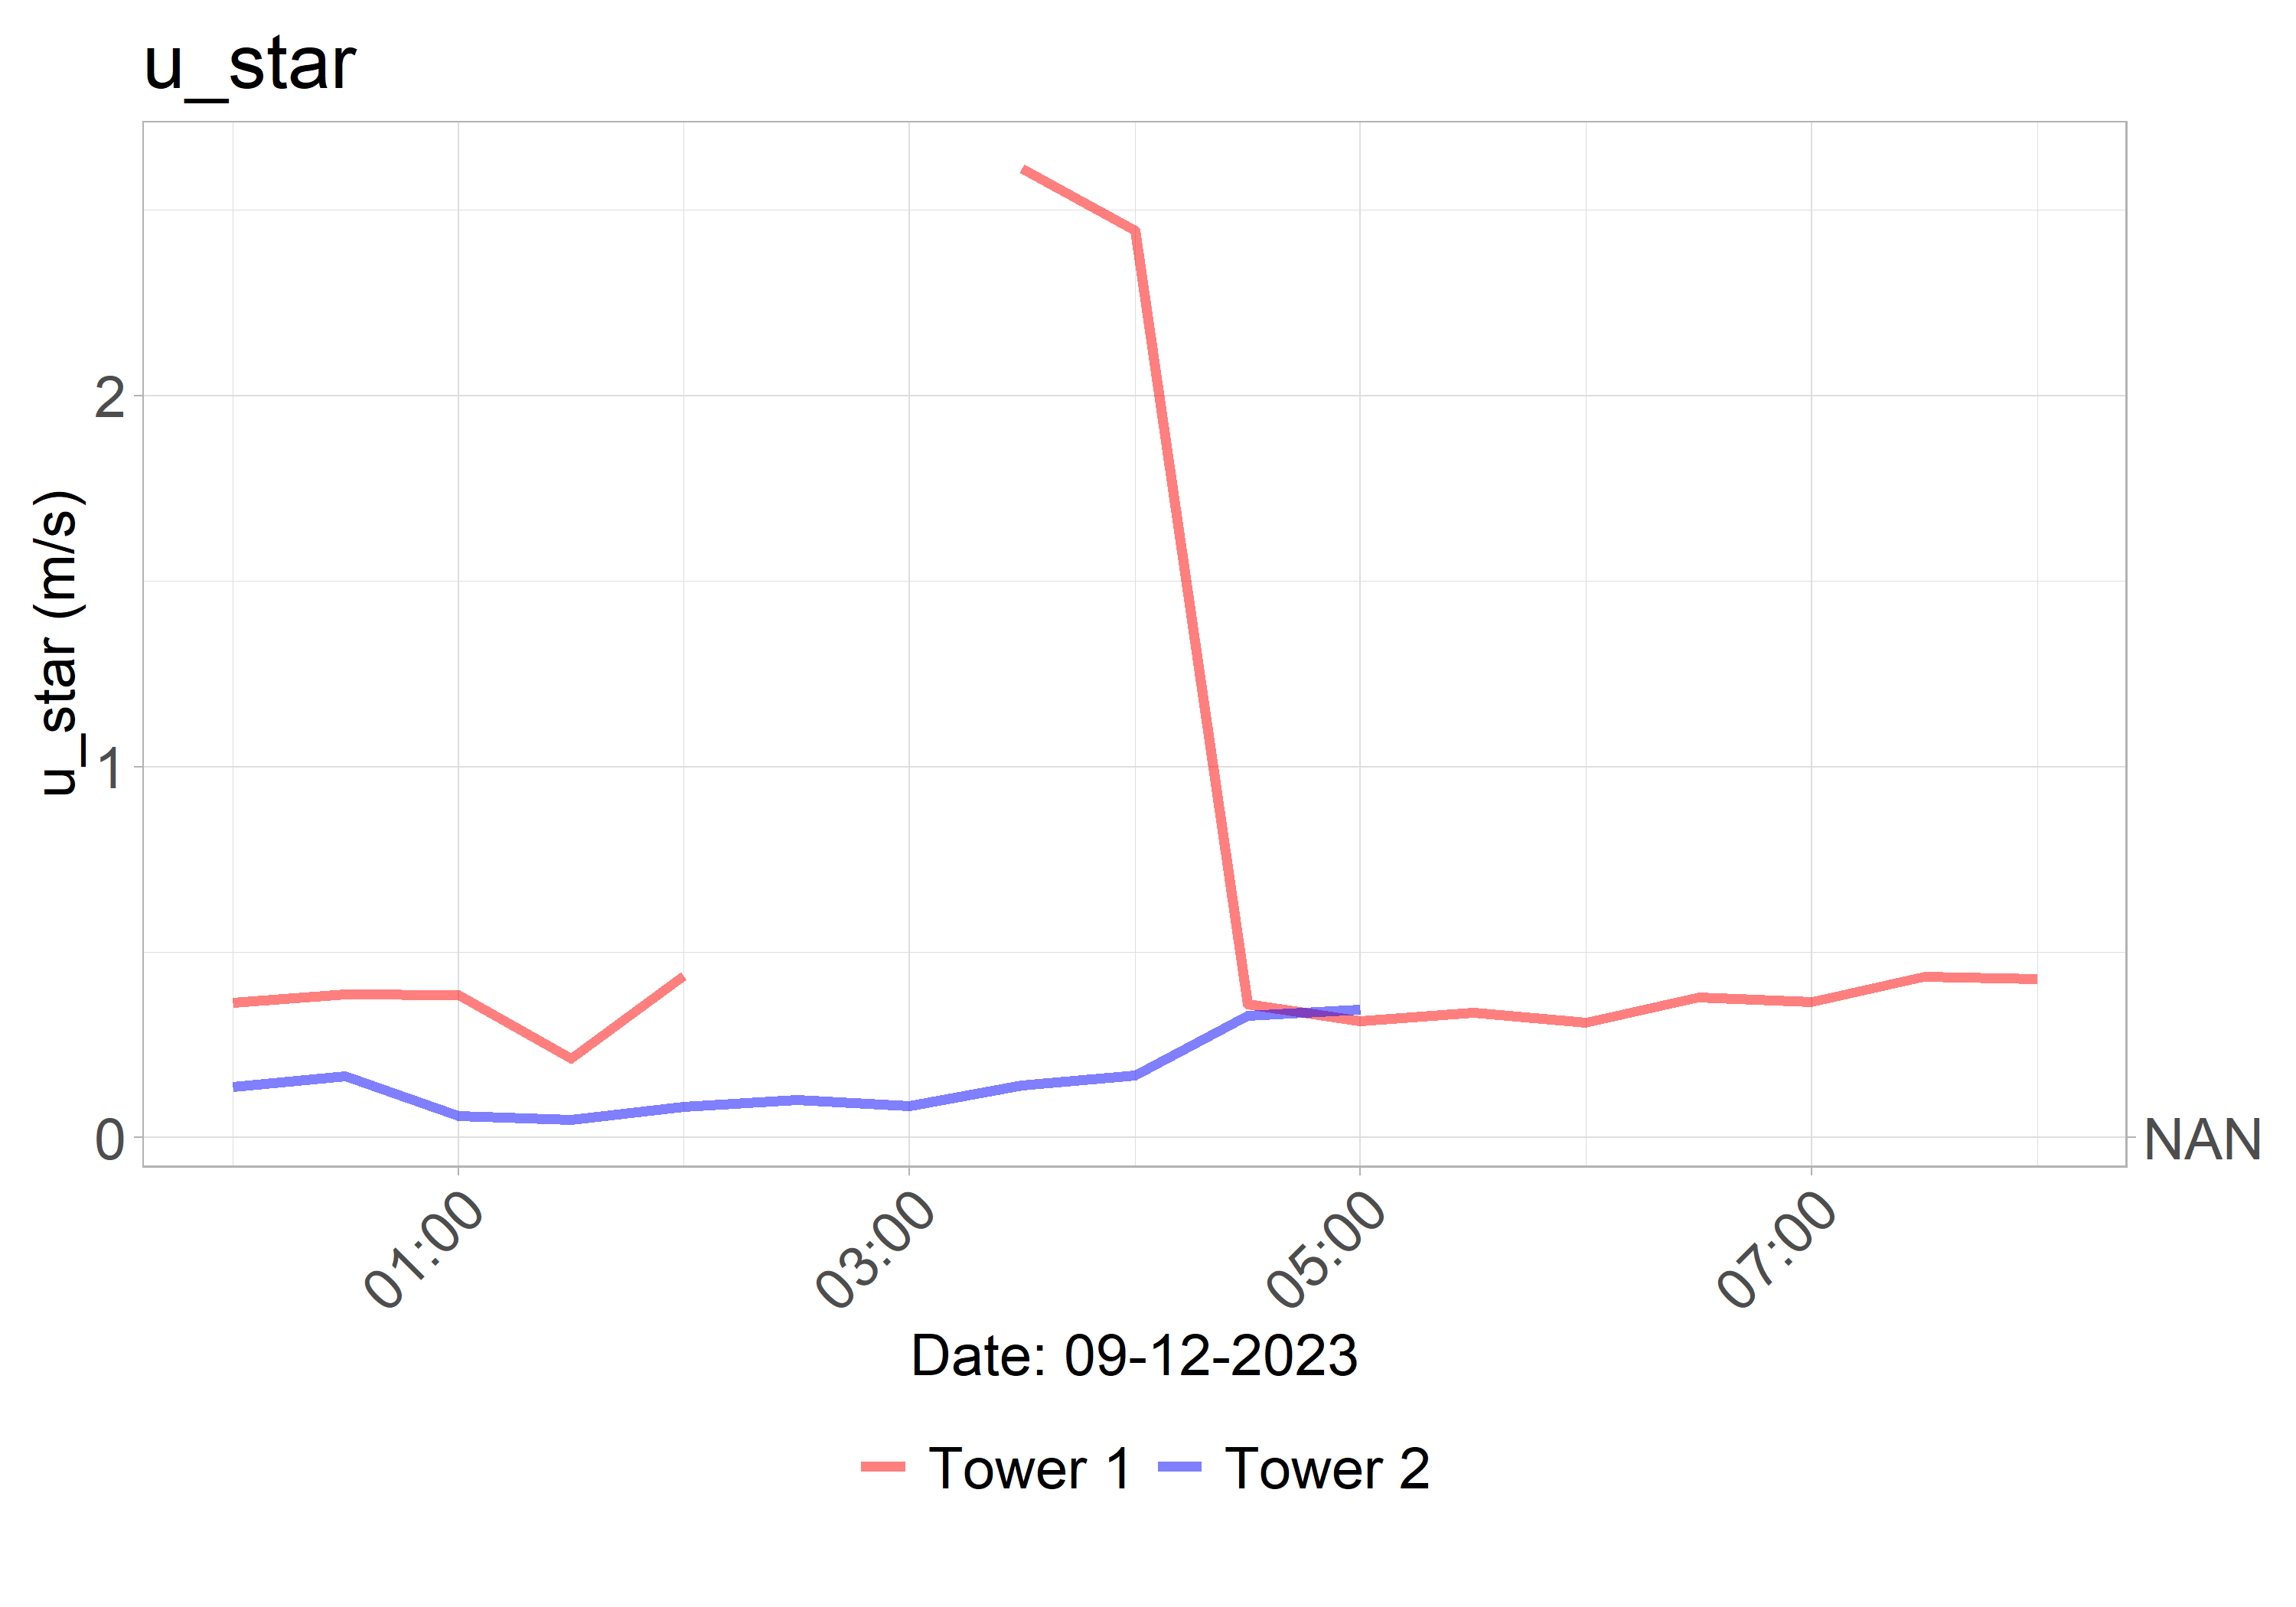 u_star
u_star (m/s)
2
1
0
NAN
01:00
03:00
05:00
07:00
Date: 09-12-2023
Tower 1
Tower 2